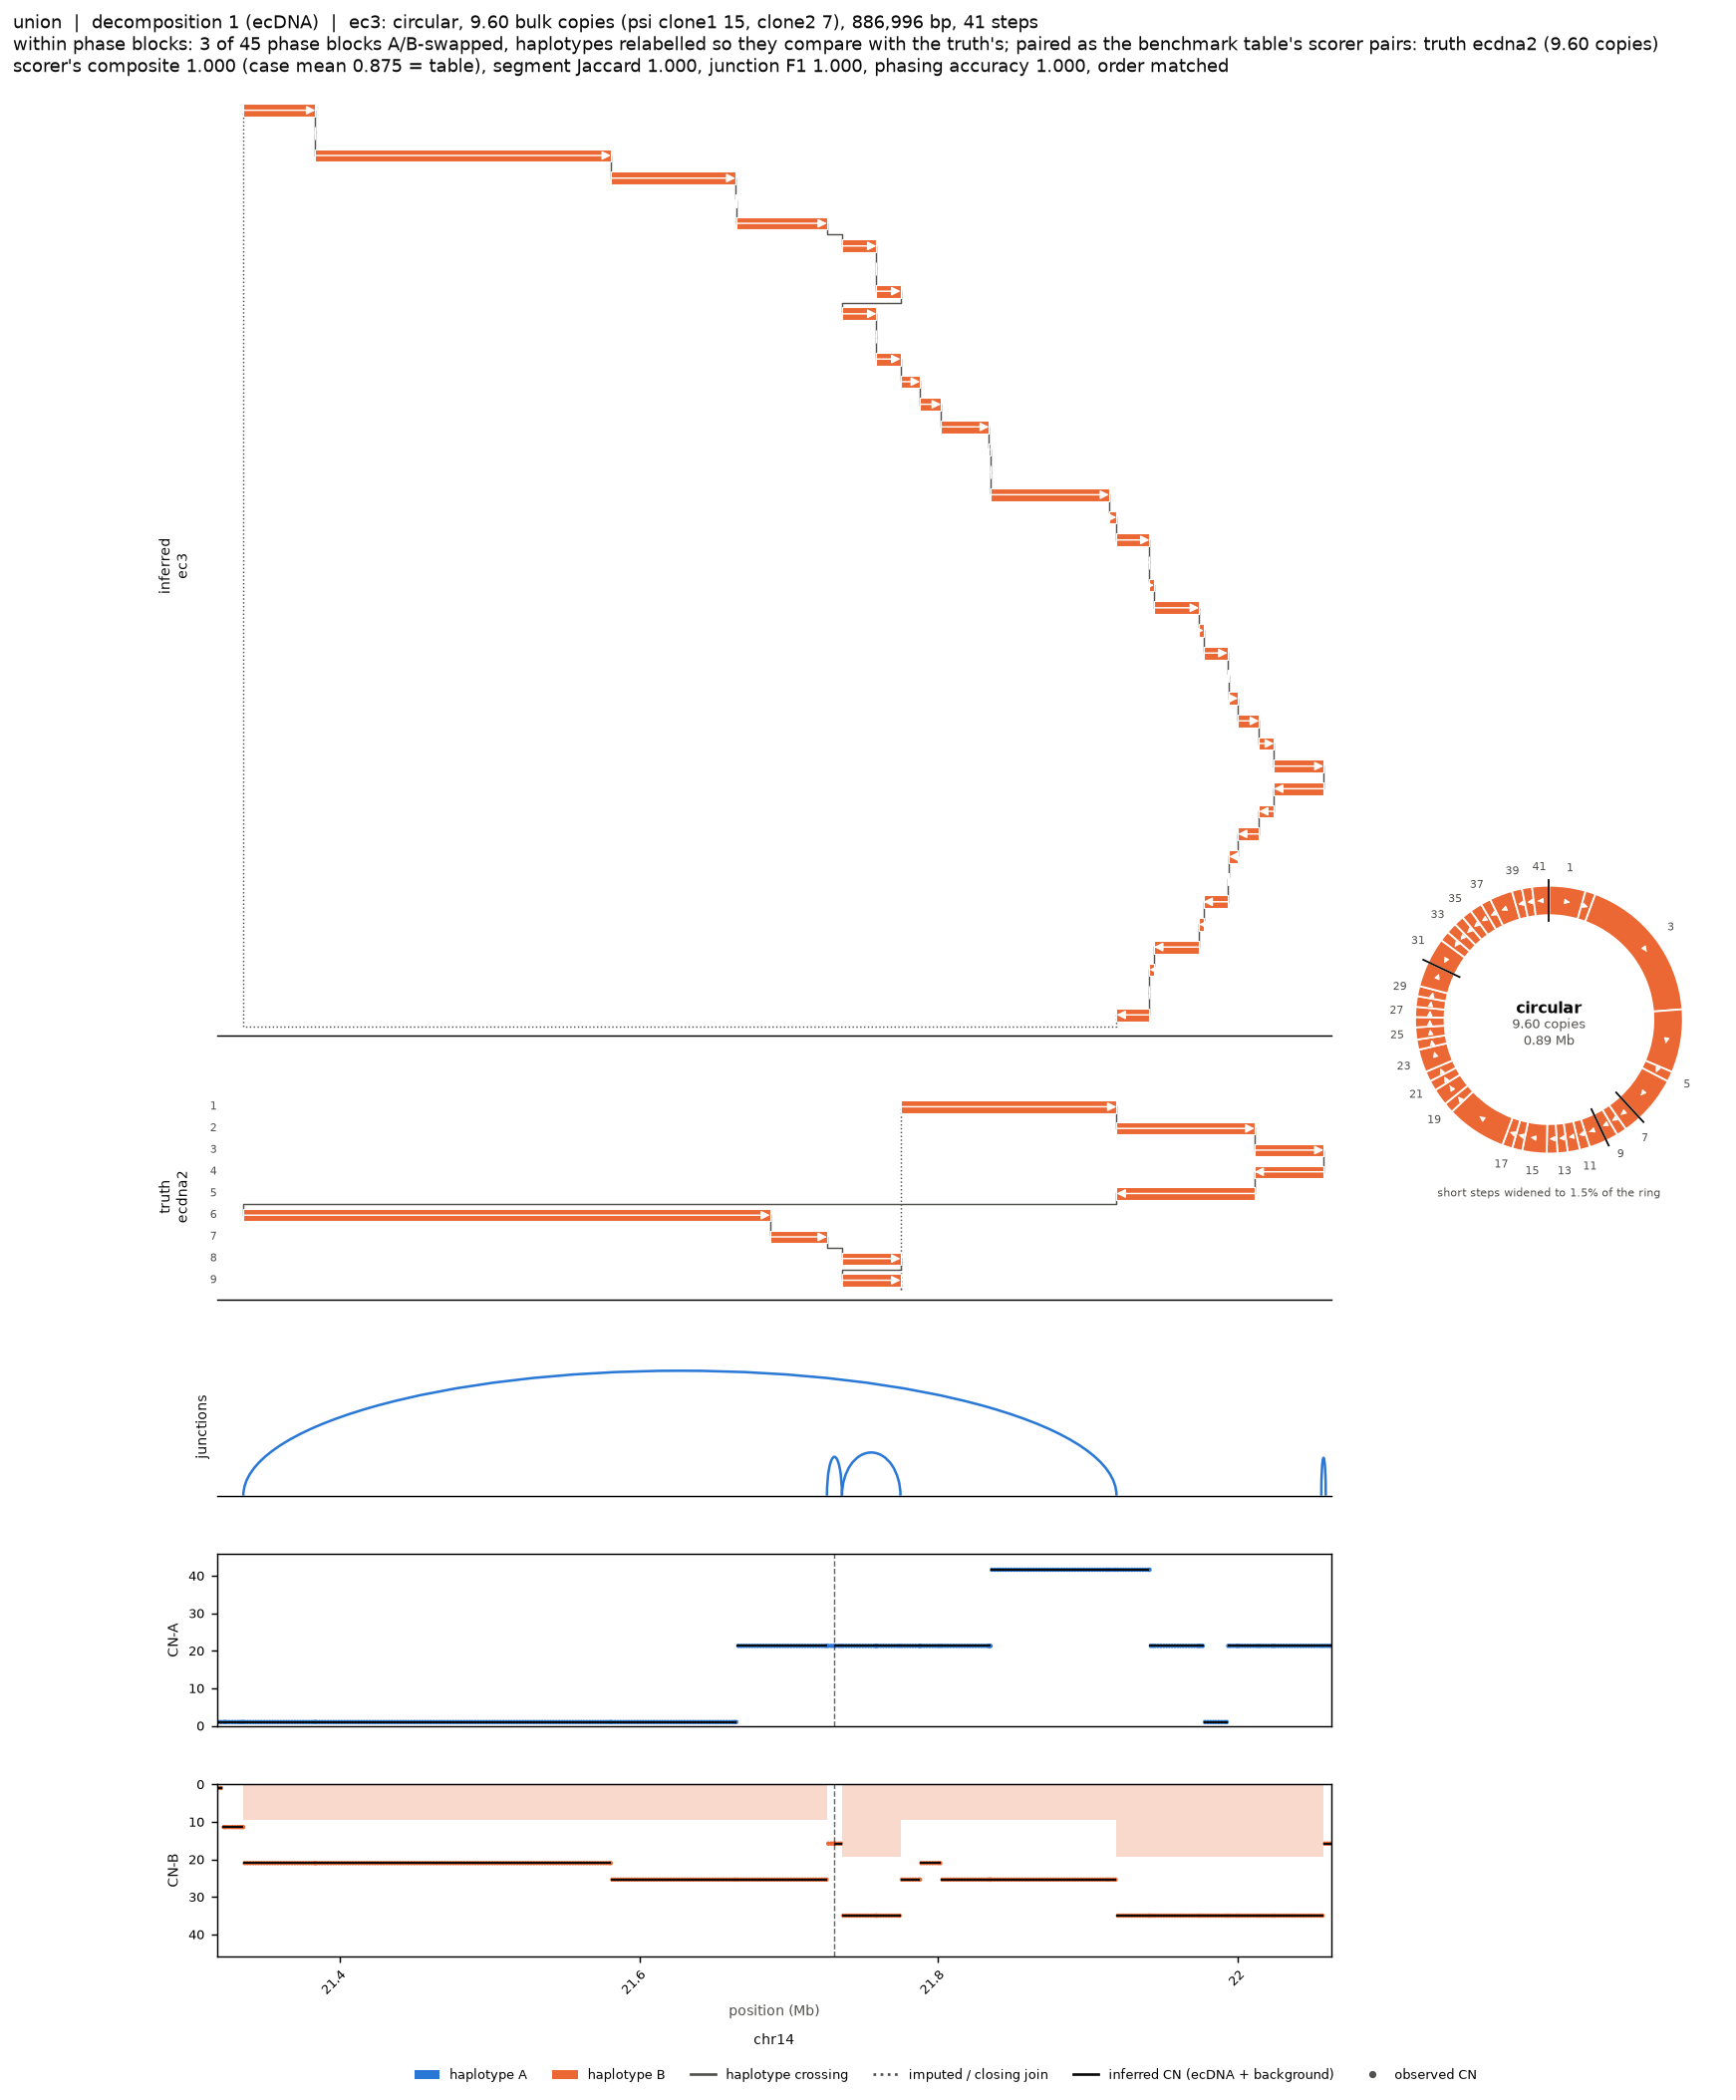 union | decomposition 1 (ecDNA) | ec3: circular, 9.60 bulk copies (psi clone1 15, clone2 7), 886,996 bp, 41 steps
within phase blocks: 3 of 45 phase blocks A/B-swapped, haplotypes relabelled so they compare with the truth's; paired as the benchmark table's scorer pairs: truth ecdna2 (9.60 copies)
scorer's composite 1.000 (case mean 0.875 = table), segment Jaccard 1.000, junction F1 1.000, phasing accuracy 1.000, order matched
inferred
ec3
41
1
3
5
7
9
11
13
15
17
19
21
23
25
27
29
31
33
35
37
39
circular
9.60 copies
0.89 Mb
short steps widened to 1.5% of the ring
truth
ecdna2
1
2
3
4
5
6
7
8
9
junctions
CN-A
40
30
20
10
0
CN-B
0
10
20
30
40
21.4
21.6
21.8
22
position (Mb)
chr14
haplotype A
haplotype B
haplotype crossing
imputed / closing join
inferred CN (ecDNA + background)
observed CN